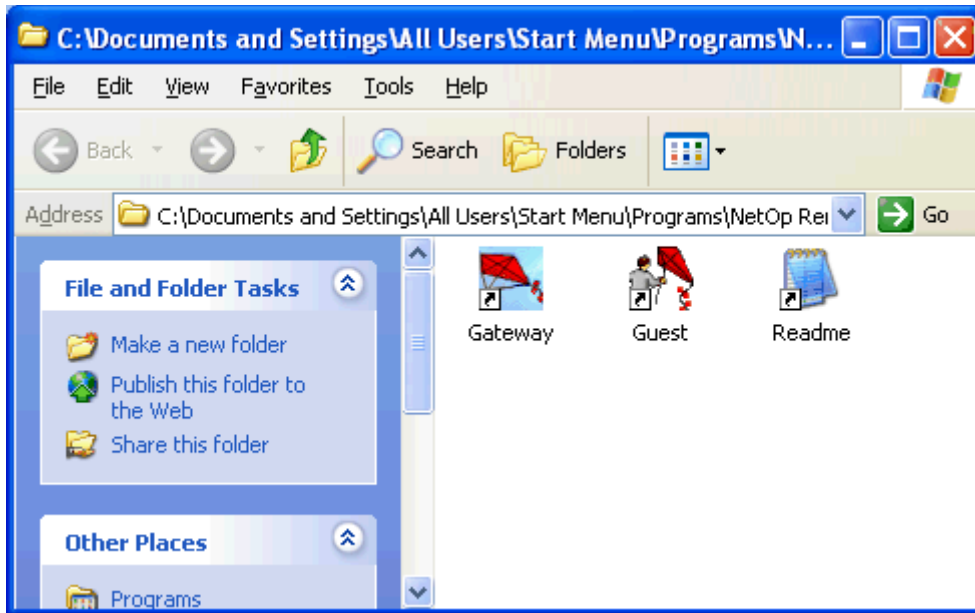 C:\Documents and Settings\All Users\Start Menu\Programs\N...
File Edit View Favorites Tools Help
Back Search Folders
Address C:\Documents and Settings\All Users\Start Menu\Programs\NetOp Go
File and Folder Tasks
Make a new folder
Publish this folder to
the Web
Share this folder
Other Places
Programs
Gateway Guest Readme